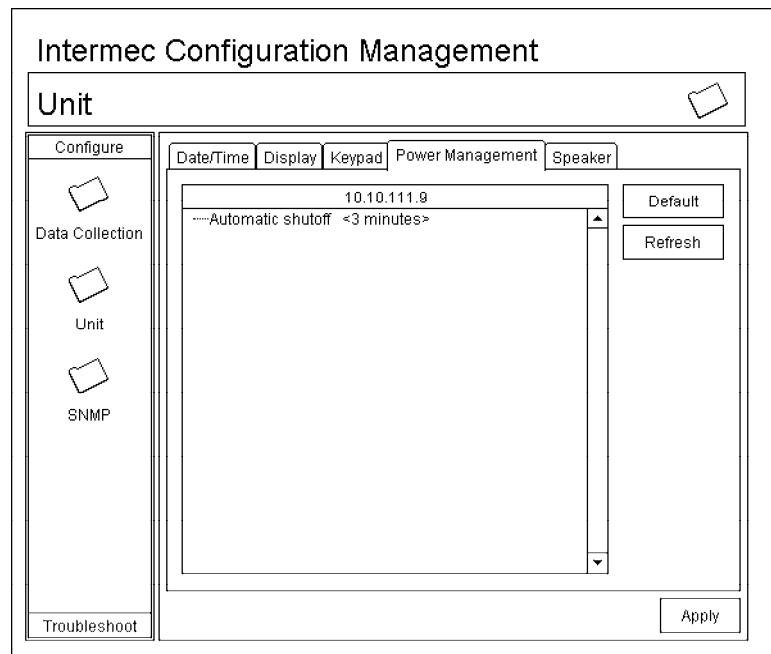 Intermec Configuration Management
Unit
Configure
Data Collection
Unit
SNMP
Troubleshoot
Date/Time Display Keypad Power Management Speaker
10.10.111.9
Automatic shutoff <3 minutes>
Default
Refresh
Apply